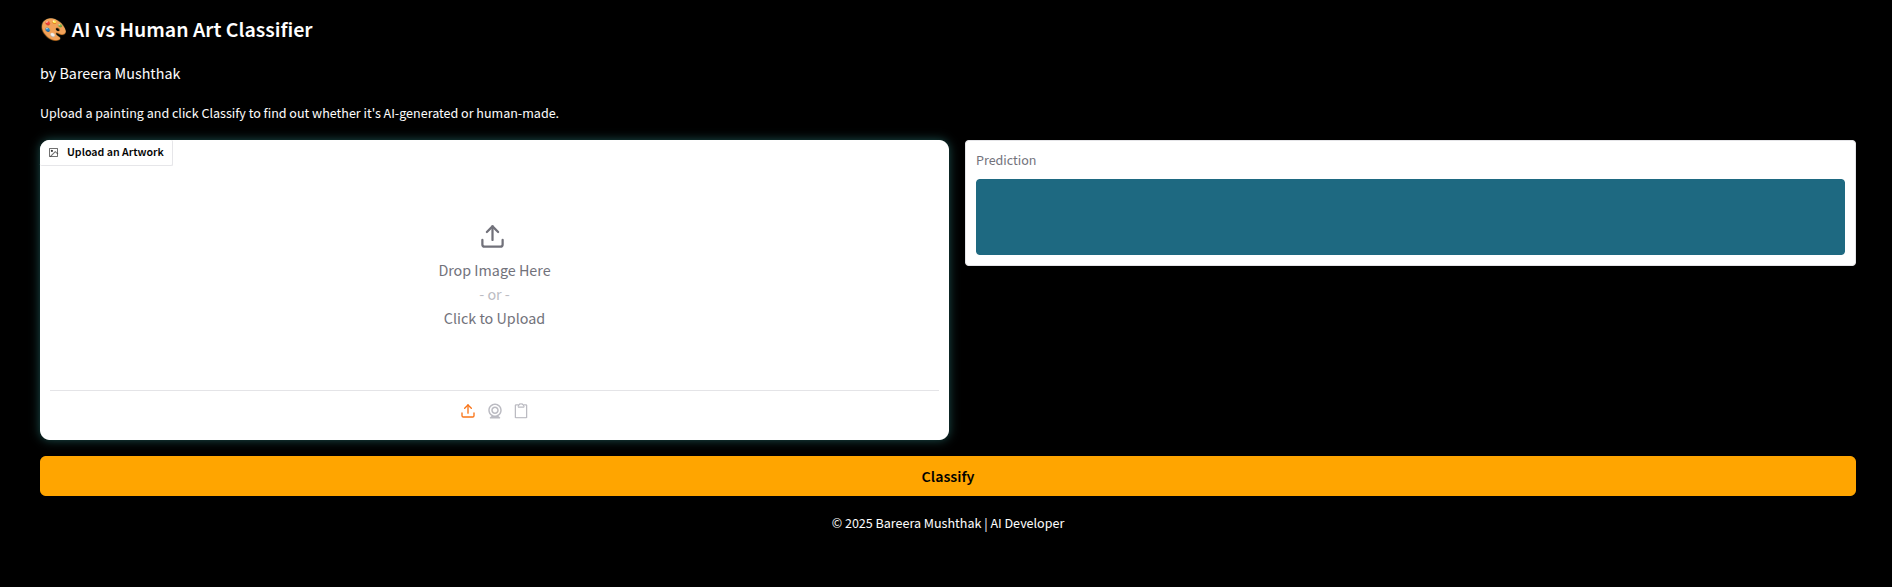 🎨 AI vs Human Art Classifier
by Bareera Mushthak
Upload a painting and click Classify to find out whether it's AI-generated or human-made.
Upload an Artwork
Drop Image Here
- or -
Click to Upload
Prediction
Classify
© 2025 Bareera Mushthak | AI Developer